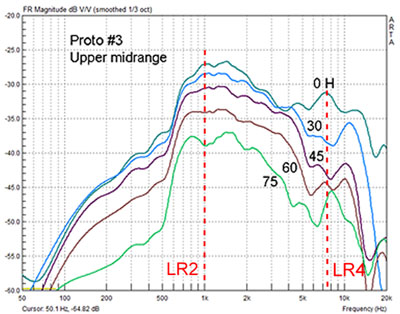 FR Magnitude dB V/V (smoothed 1/3 oct)
-20.0
-25.0
-30.0
-35.0
-40.0
-45.0
-50.0
-55.0
-60
A
R
T
A
Proto #3
Upper midrange
0 H
30
45
60
75
LR2
LR4
50
100
200
500
1k
2k
5k
10k
20k
Cursor: 50.1 Hz, -64.82 dB
Frequency (Hz)